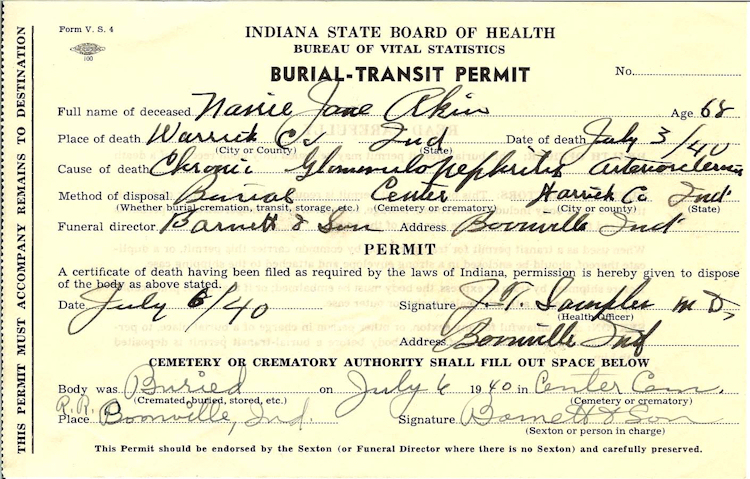 Form V. S. 4
100
INDIANA STATE BOARD OF HEALTH
BUREAU OF VITAL STATISTICS
BURIAL-TRANSIT PERMIT
No.
Full name of deceased Nanie Jane Akin Age 68
Place of death Warrick Co Ind Date of death July 3/40
(City or County) (State)
Cause of death Chronic Glomerulonephritis Arteriosclerosis
Method of disposal Burial Center Warrick Co Ind
(Whether burial, cremation, transit, storage, etc.) (Cemetery or crematory) (City or county) (State)
Funeral director Barnett & Son Address Boonville Ind
PERMIT
A certificate of death having been filed as required by the laws of Indiana, permission is hereby given to dispose
of the body as above stated.
Date July 6/40 Signature J. T. Samples M D
(Health Officer)
Address Boonville Ind
CEMETERY OR CREMATORY AUTHORITY SHALL FILL OUT SPACE BELOW
Body was Buried on July 6 1940 in Center Cem.
(Cremated, buried, stored, etc.) (Cemetery or crematory)
R. R.
Place Boonville, Ind Signature Barnett & Son
(Sexton or person in charge)
This Permit should be endorsed by the Sexton (or Funeral Director where there is no Sexton) and carefully preserved.
THIS PERMIT MUST ACCOMPANY REMAINS TO DESTINATION